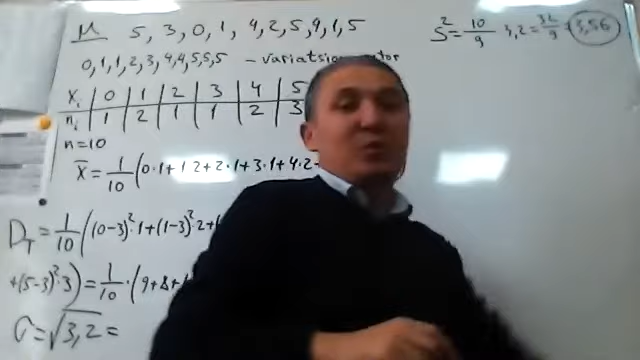 M 5, 3, 0, 1, 4, 2, 5, 4, 1, 5
0, 1, 1, 2, 3, 4, 4, 5, 5, 5 - variatsion qator
xᵢ 0 1 2 3 4 5
nᵢ 1 2 1 1 2 3
n=10
x̄ = 1/10 (0·1+1·2+2·1+3·1+4·2+
D_T = 1/10 ((0-3)²·1+(1-3)²·2+(
+(5-3)²·3) = 1/10 · (9+8+
σ = √3,2 =
S² = 10/9 · 3,2 = 32/9 = 3,56